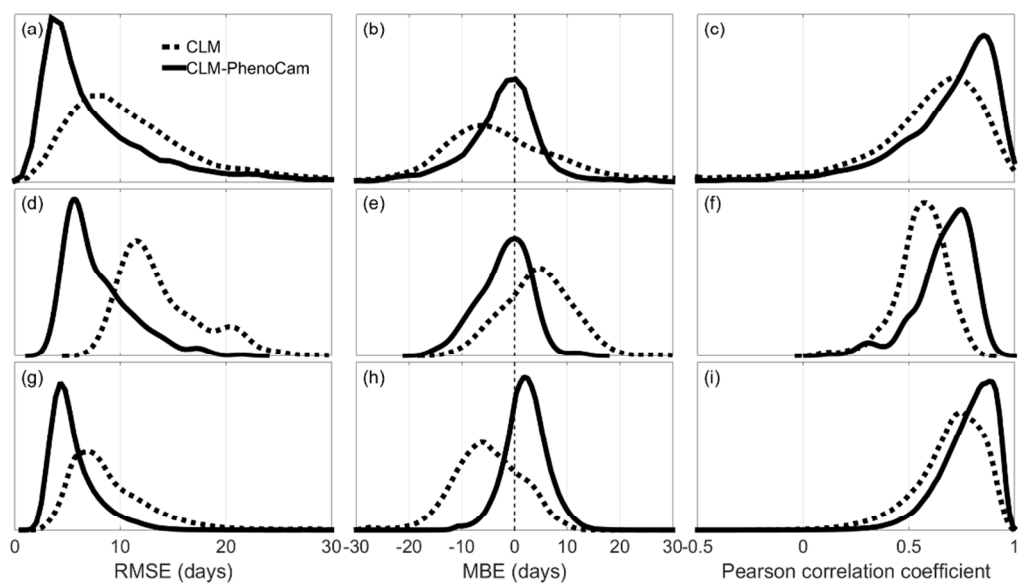 (a) (b) (c)
CLM
CLM-PhenoCam
(d) (e) (f)
(g) (h) (i)
0 10 20 30 -30 -20 -10 0 10 20 30 -0.5 0 0.5 1
RMSE (days) MBE (days) Pearson correlation coefficient